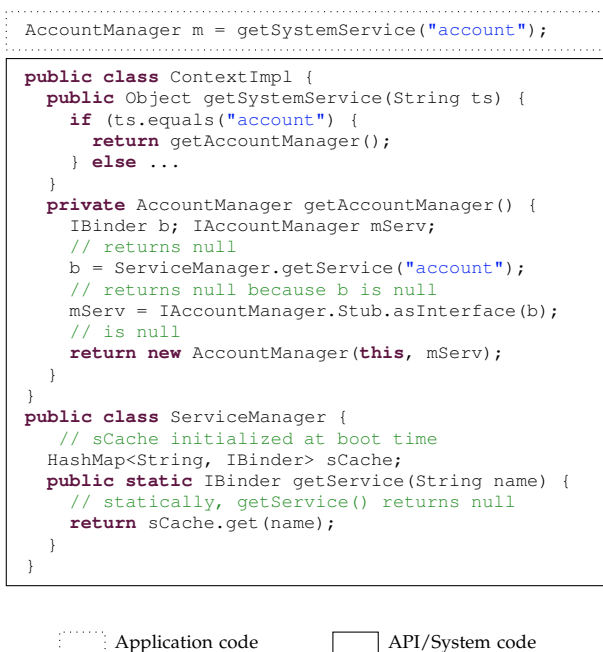 AccountManager m = getSystemService("account");
public class ContextImpl {
  public Object getSystemService(String ts) {
    if (ts.equals("account") {
      return getAccountManager();
    } else ...
  }
  private AccountManager getAccountManager() {
    IBinder b; IAccountManager mServ;
    // returns null
    b = ServiceManager.getService("account");
    // returns null because b is null
    mServ = IAccountManager.Stub.asInterface(b);
    // is null
    return new AccountManager(this, mServ);
  }
}
public class ServiceManager {
   // sCache initialized at boot time
  HashMap<String, IBinder> sCache;
  public static IBinder getService(String name) {
    // statically, getService() returns null
    return sCache.get(name);
  }
}
Application code API/System code